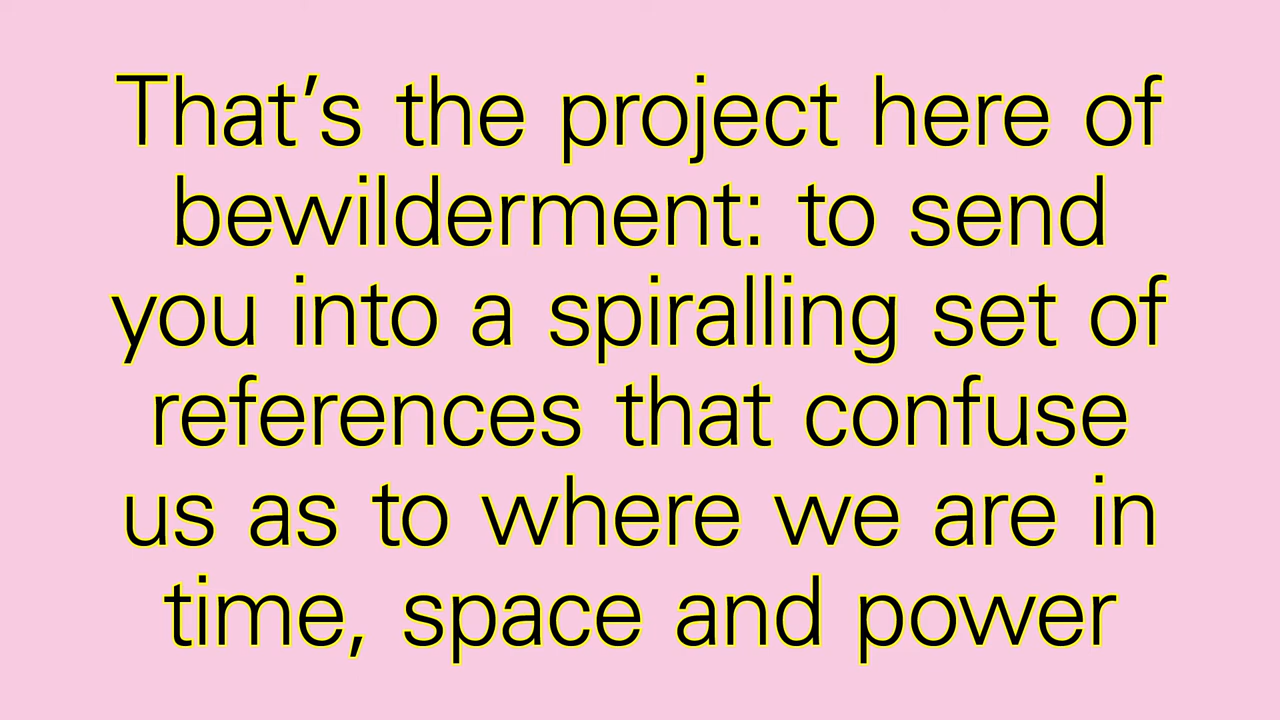 That’s the project here of
bewilderment: to send
you into a spiralling set of
references that confuse
us as to where we are in
time, space and power